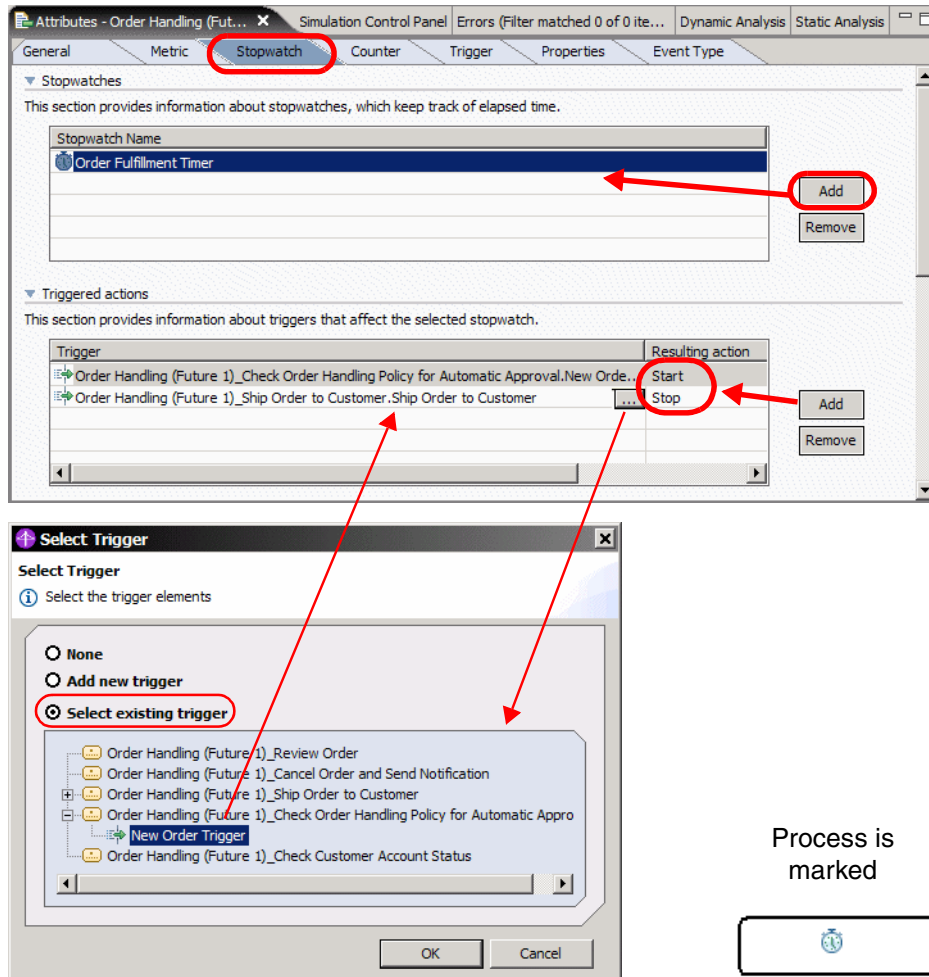 Attributes - Order Handling (Fut... Simulation Control Panel Errors (Filter matched 0 of 0 ite... Dynamic Analysis Static Analysis
General Metric Stopwatch Counter Trigger Properties Event Type
Stopwatches
This section provides information about stopwatches, which keep track of elapsed time.
Stopwatch Name
Order Fulfillment Timer
Add
Remove
Triggered actions
This section provides information about triggers that affect the selected stopwatch.
Trigger Resulting action
Order Handling (Future 1)_Check Order Handling Policy for Automatic Approval.New Orde.. Start
Order Handling (Future 1)_Ship Order to Customer.Ship Order to Customer ... Stop
Add
Remove
Select Trigger
Select Trigger
Select the trigger elements
None
Add new trigger
Select existing trigger
Order Handling (Future 1)_Review Order
Order Handling (Future 1)_Cancel Order and Send Notification
Order Handling (Future 1)_Ship Order to Customer
Order Handling (Future 1)_Check Order Handling Policy for Automatic Appro
New Order Trigger
Order Handling (Future 1)_Check Customer Account Status
OK Cancel
Process is
marked